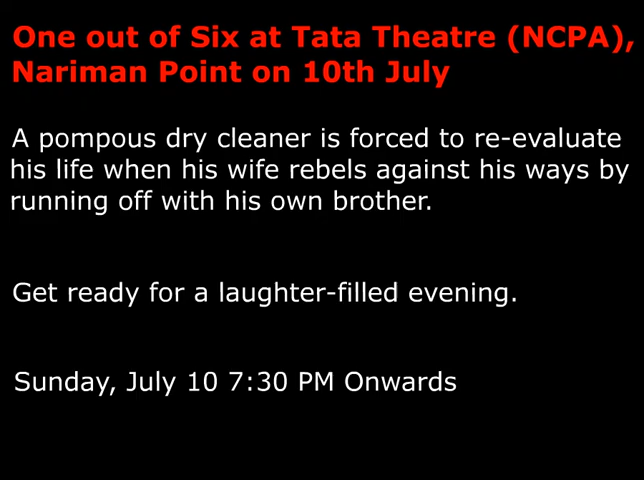 One out of Six at Tata Theatre (NCPA),
Nariman Point on 10th July
A pompous dry cleaner is forced to re-evaluate
his life when his wife rebels against his ways by
running off with his own brother.
Get ready for a laughter-filled evening.
Sunday, July 10 7:30 PM Onwards